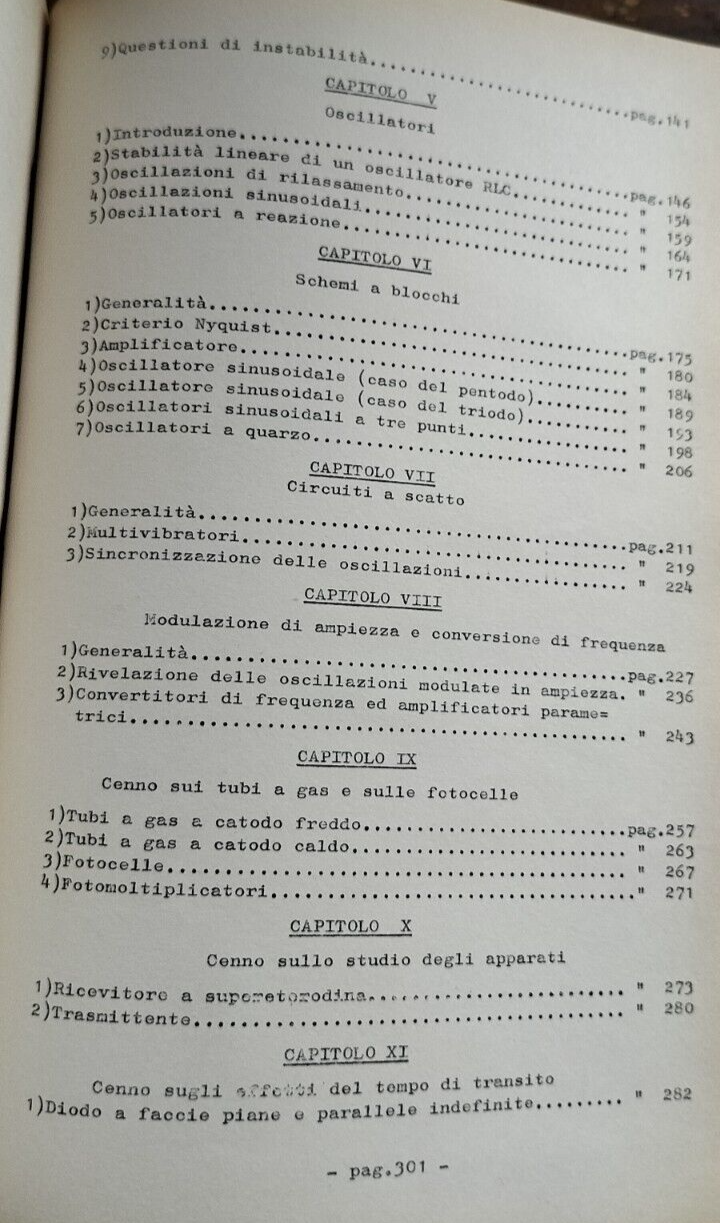 9)Questioni di instabilità..............................pag.141
CAPITOLO V
Oscillatori
1)Introduzione........................................pag.146
2)Stabilità lineare di un oscillatore RLC............. " 154
3)Oscillazioni di rilassamento........................ " 159
4)Oscillazioni sinusoidali............................ " 164
5)Oscillatori a reazione.............................. " 171
CAPITOLO VI
Schemi a blocchi
1)Generalità..........................................pag.175
2)Criterio Nyquist.................................... " 180
3)Amplificatore....................................... " 184
4)Oscillatore sinusoidale (caso del pentodo).......... " 189
5)Oscillatore sinusoidale (caso del triodo)........... " 193
6)Oscillatori sinusoidali a tre punti................. " 198
7)Oscillatori a quarzo................................ " 206
CAPITOLO VII
Circuiti a scatto
1)Generalità..........................................pag.211
2)Multivibratori...................................... " 219
3)Sincronizzazione delle oscillazioni................. " 224
CAPITOLO VIII
Modulazione di ampiezza e conversione di frequenza
1)Generalità..........................................pag.227
2)Rivelazione delle oscillazioni modulate in ampiezza. " 236
3)Convertitori di frequenza ed amplificatori parame=
trici................................................. " 243
CAPITOLO IX
Cenno sui tubi a gas e sulle fotocelle
1)Tubi a gas a catodo freddo..........................pag.257
2)Tubi a gas a catodo caldo........................... " 263
3)Fotocelle........................................... " 267
4)Fotomoltiplicatori.................................." 271
CAPITOLO X
Cenno sullo studio degli apparati
1)Ricevitore a supereterodina......................... " 273
2)Trasmittente........................................ " 280
CAPITOLO XI
Cenno sugli effetti del tempo di transito
1)Diodo a faccie piane e parallele indefinite......... " 282
- pag.301 -